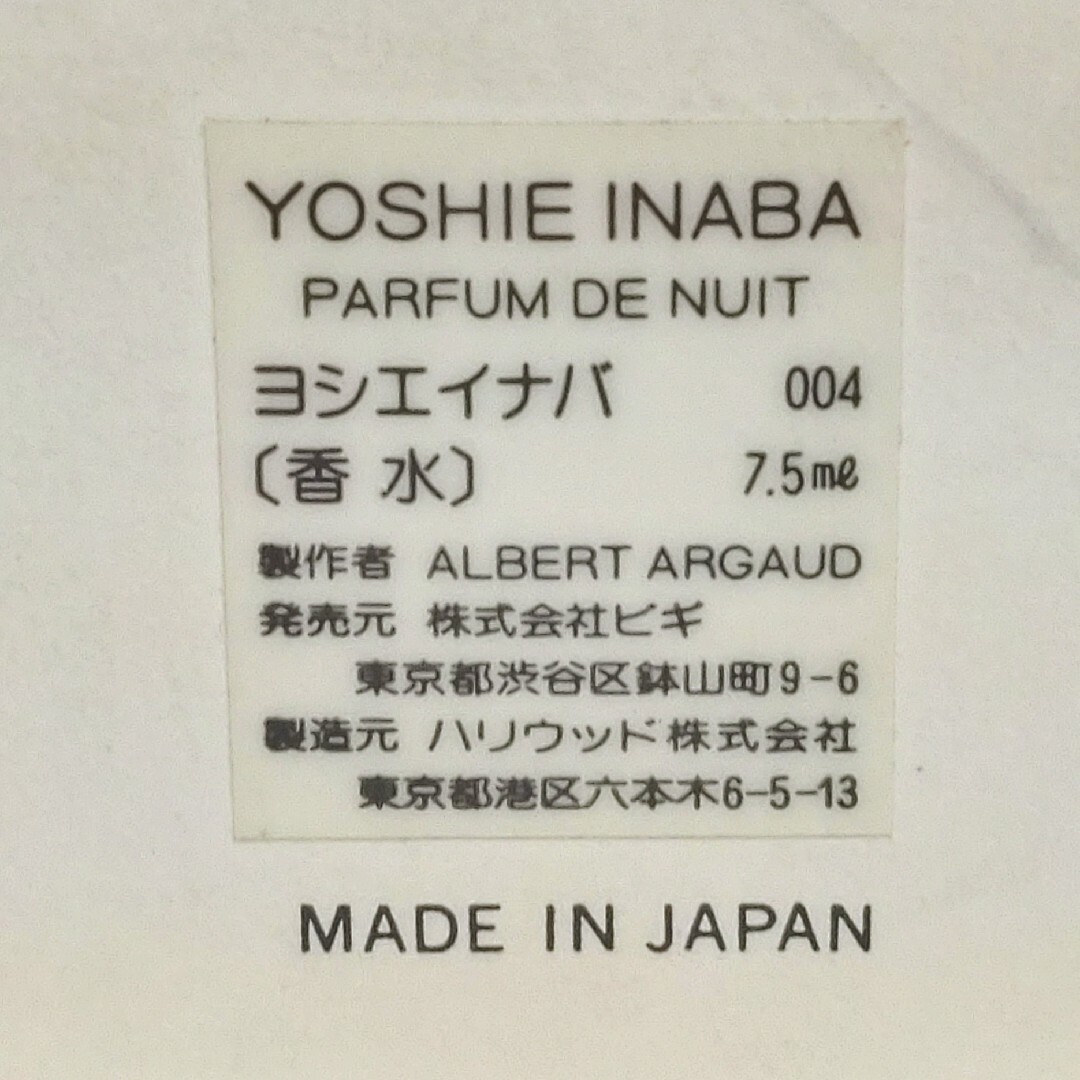 YOSHIE INABA
PARFUM DE NUIT
ヨシエイナバ 004
〔香 水〕 7.5㎖
製作者 ALBERT ARGAUD
発売元 株式会社ビギ
東京都渋谷区鉢山町9-6
製造元 ハリウッド株式会社
東京都港区六本木6-5-13
MADE IN JAPAN